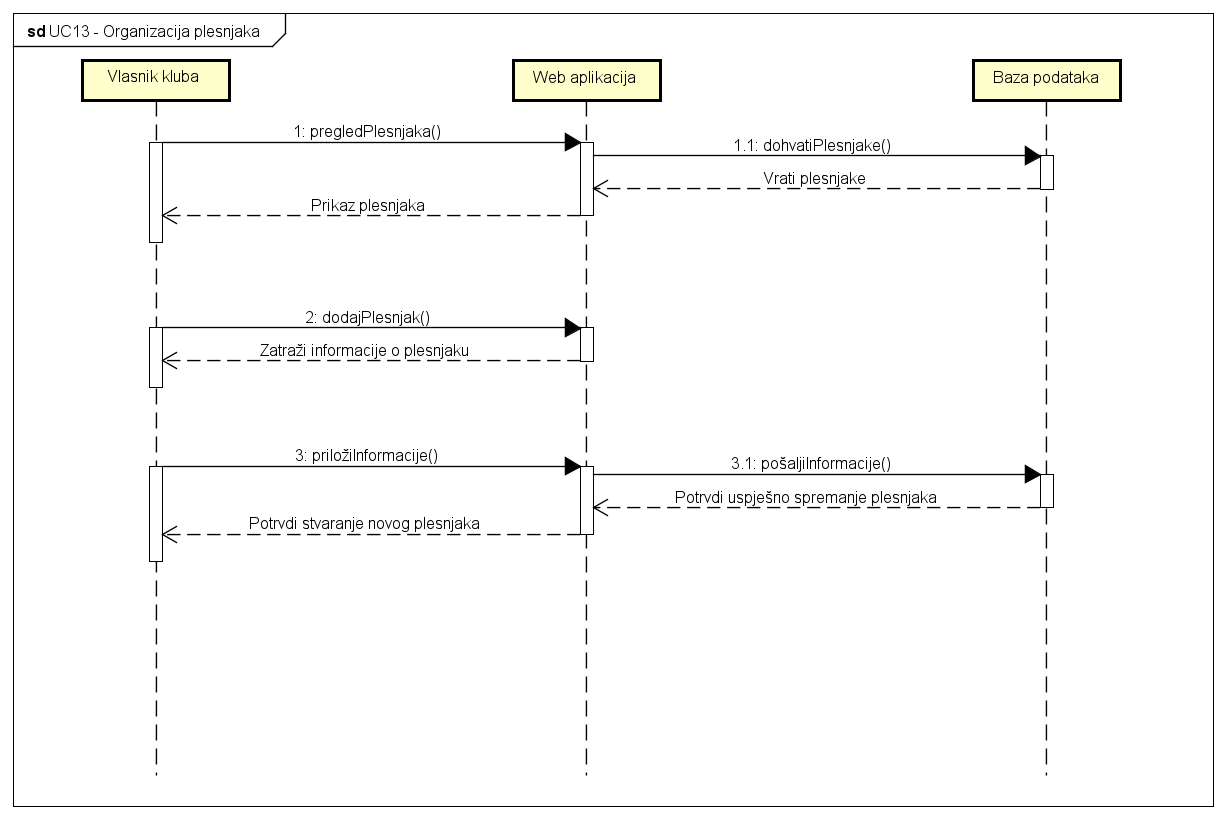 sd UC13 - Organizacija plesnjaka
Vlasnik kluba
Web aplikacija
Baza podataka
1: pregledPlesnjaka()
1.1: dohvatiPlesnjake()
Vrati plesnjake
Prikaz plesnjaka
2: dodajPlesnjak()
Zatraži informacije o plesnjaku
3: priložiInformacije()
3.1: pošaljiInformacije()
Potrvdi uspješno spremanje plesnjaka
Potrvdi stvaranje novog plesnjaka